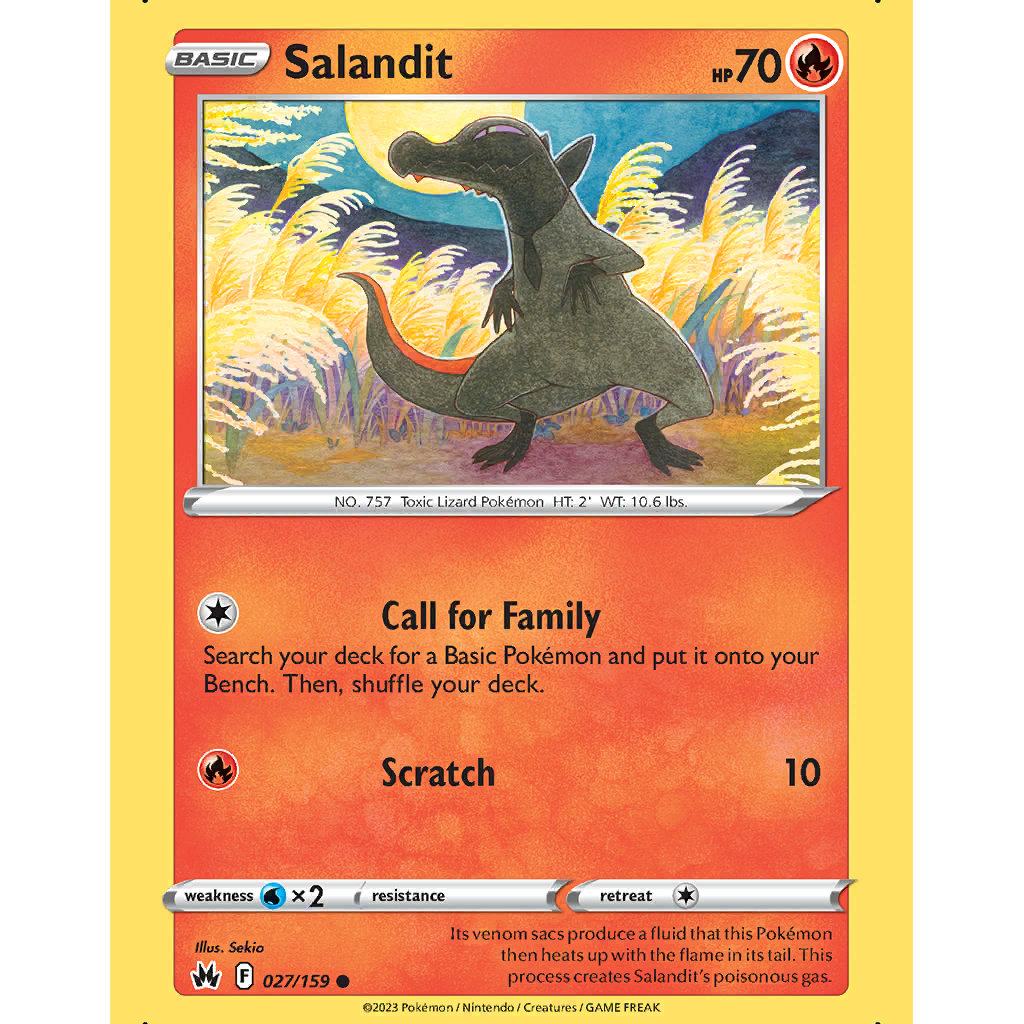 BASIC Salandit HP 70
NO. 757 Toxic Lizard Pokémon HT: 2' WT: 10.6 lbs.
Call for Family
Search your deck for a Basic Pokémon and put it onto your
Bench. Then, shuffle your deck.
Scratch 10
weakness ×2 resistance retreat
Its venom sacs produce a fluid that this Pokémon
then heats up with the flame in its tail. This
process creates Salandit's poisonous gas.
Illus. Sekio
F 027/159
©2023 Pokémon / Nintendo / Creatures / GAME FREAK